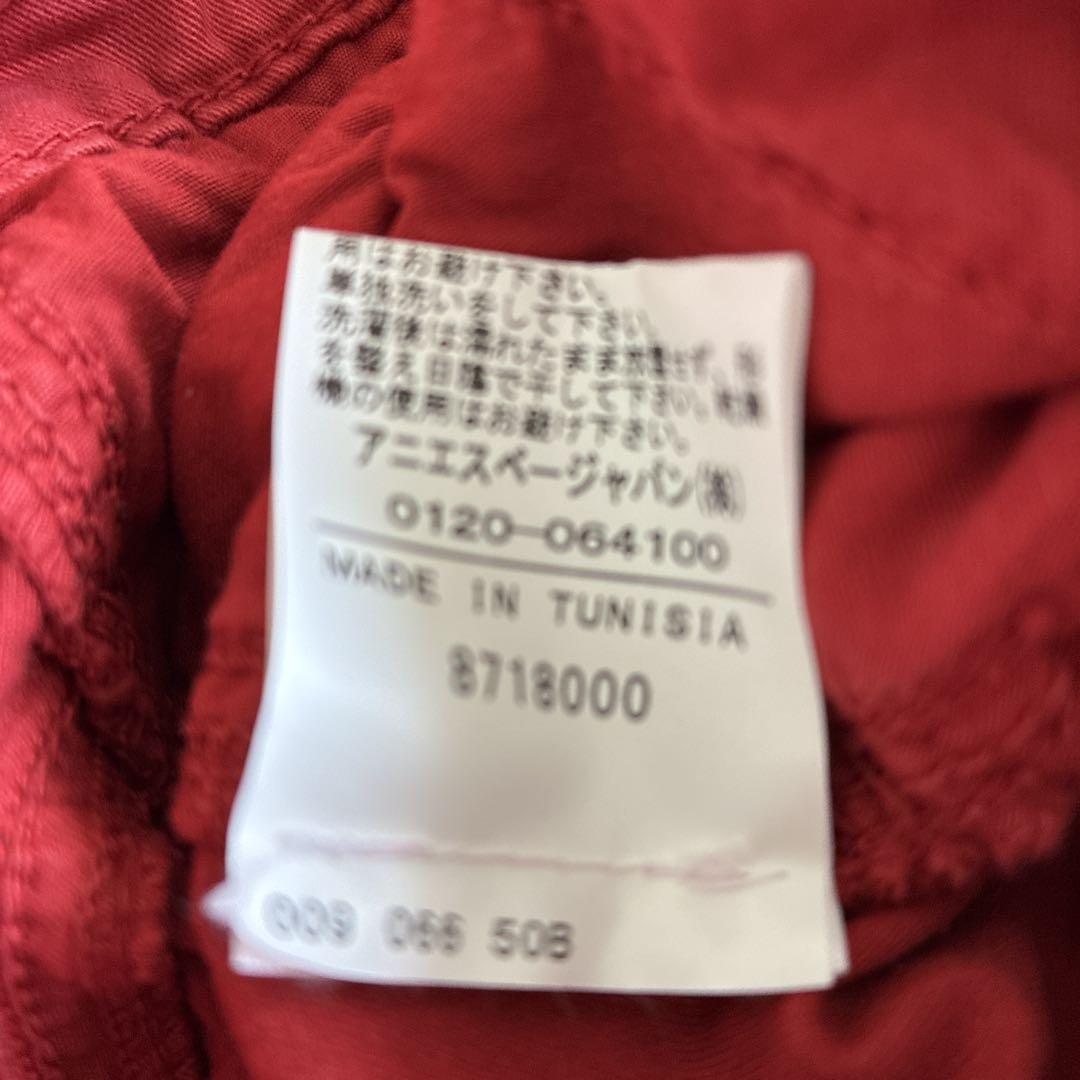 用はお避け下さい。
単独洗いをして下さい。
洗濯後は濡れたまま放置せず、形
を整え日陰で干して下さい。乾燥
機の使用はお避け下さい。
アニエスベージャパン(株)
0120-064100
MADE IN TUNISIA
8718000
009 066 50B